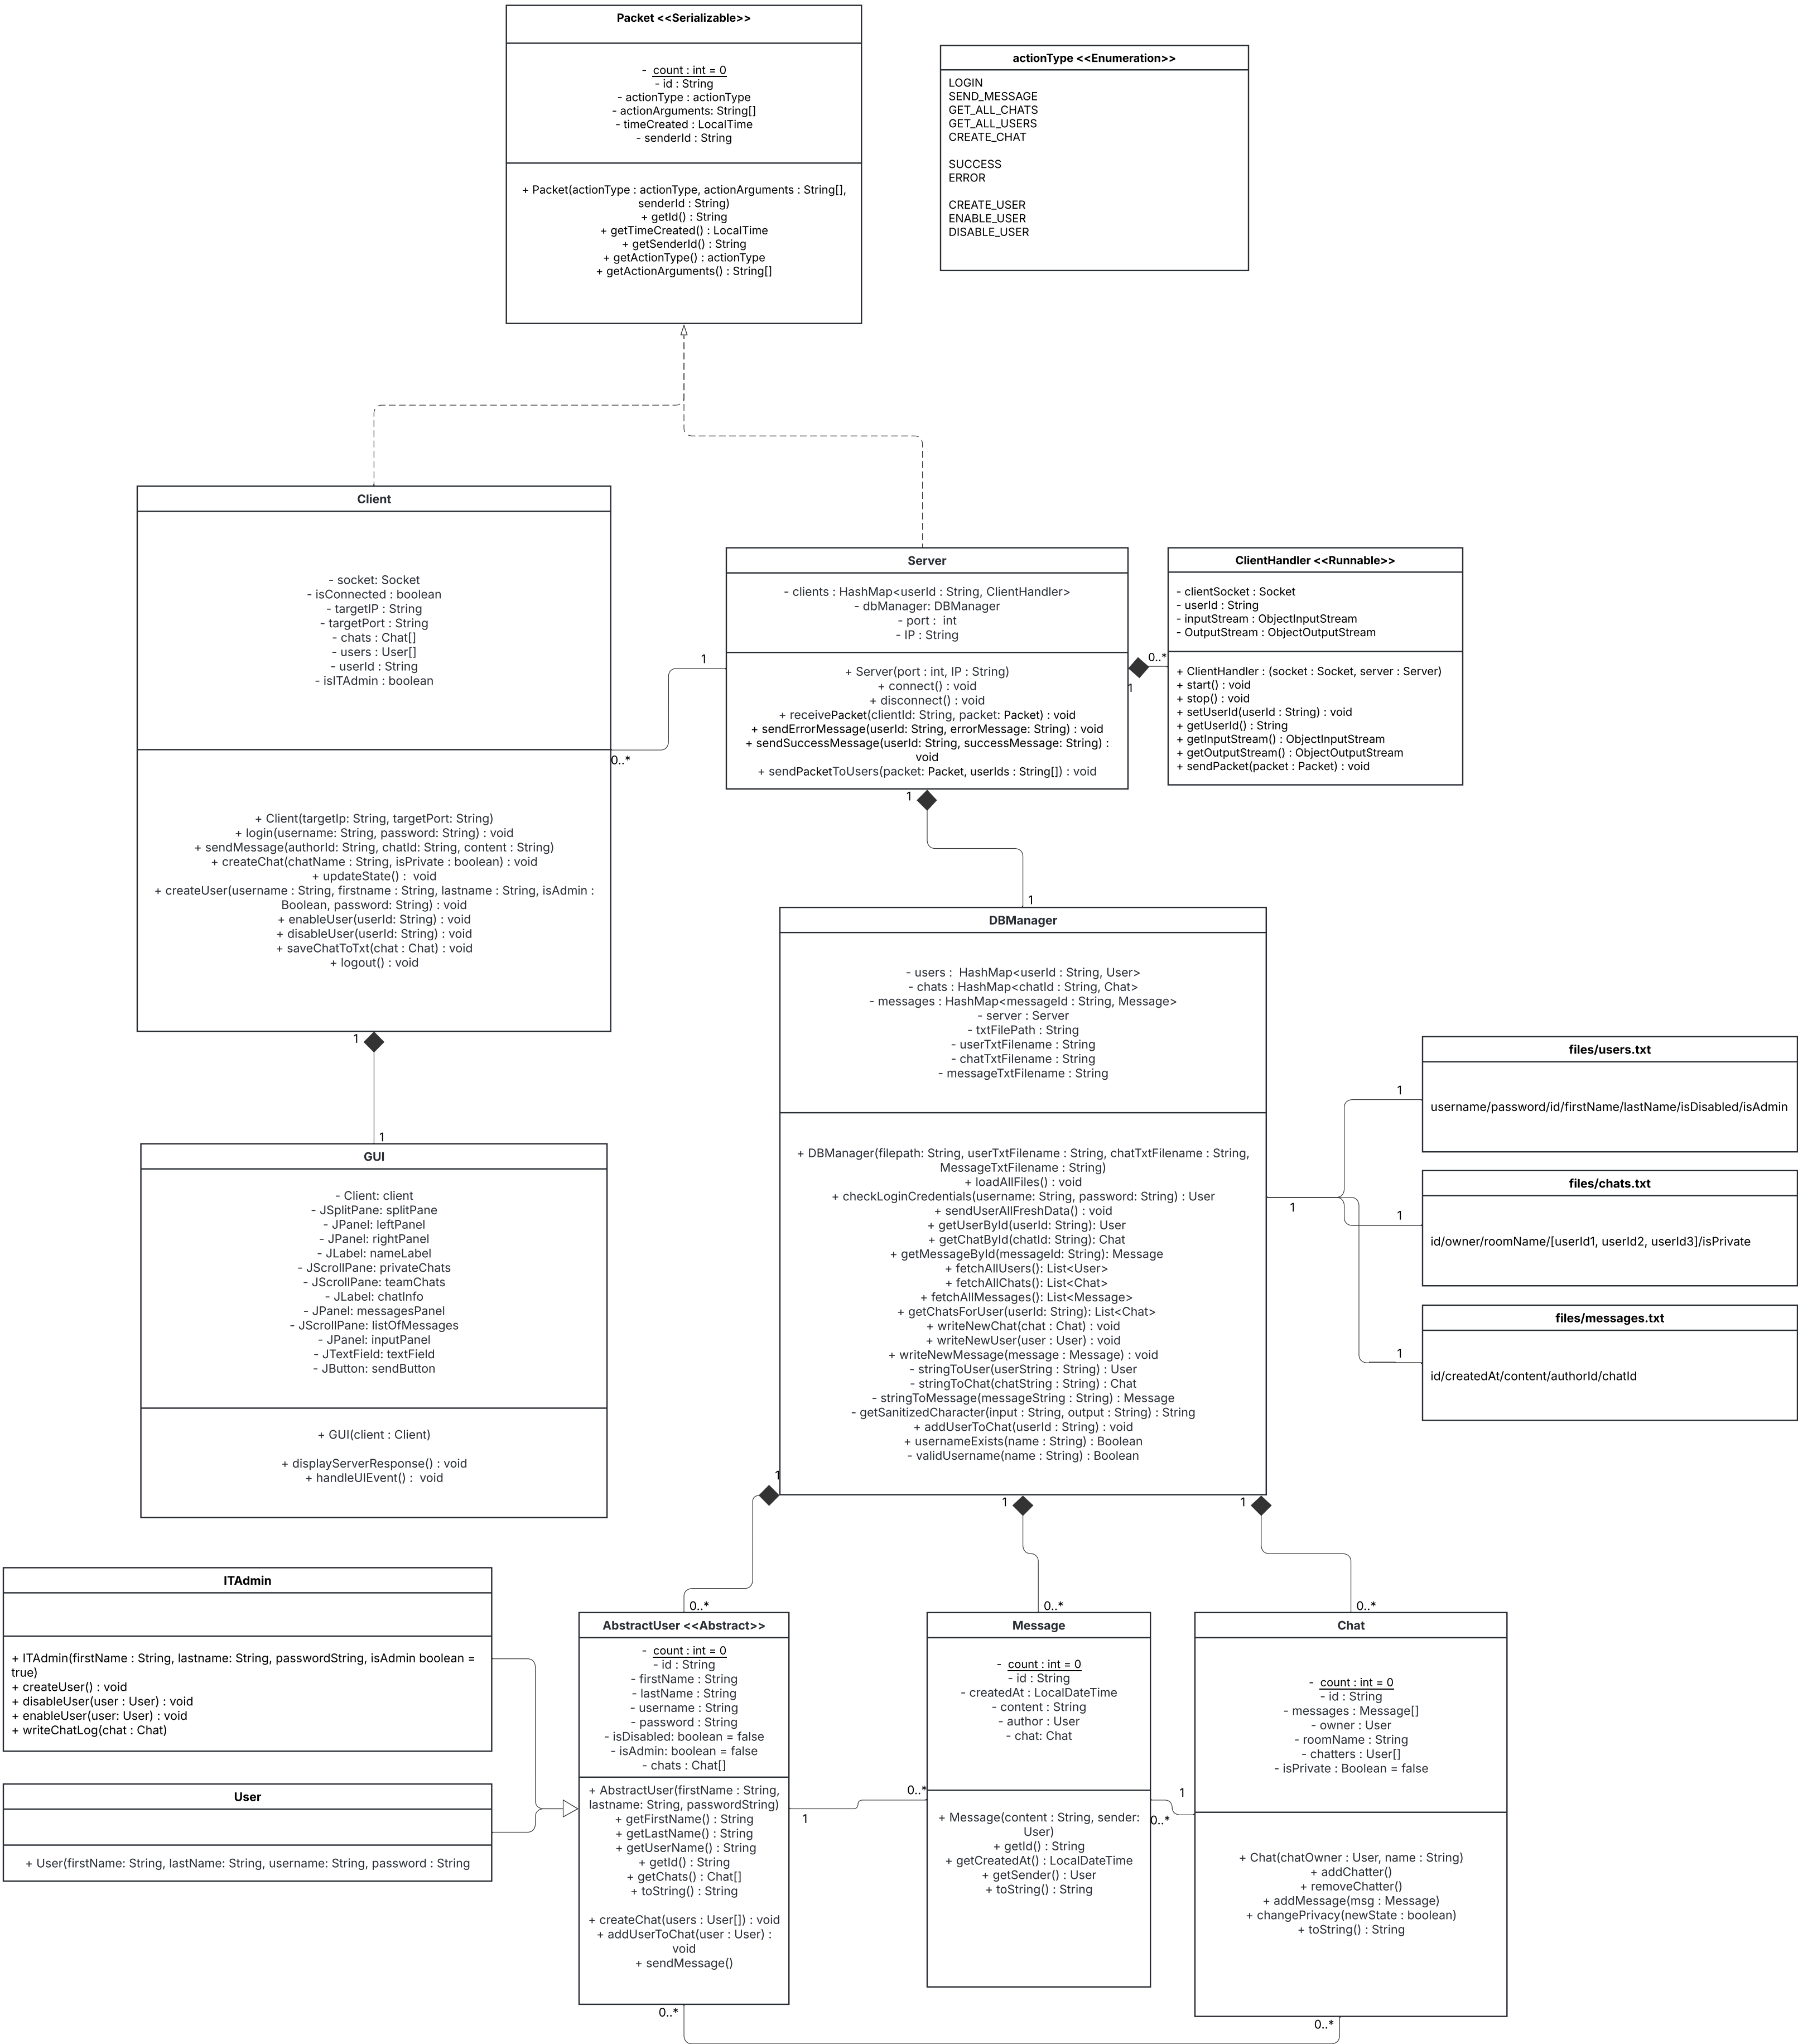 Packet <<Serializable>>
- count : int = 0
- id : String
- actionType : actionType
- actionArguments: String[]
- timeCreated : LocalTime
- senderId : String
+ Packet(actionType : actionType, actionArguments : String[],
senderId : String)
+ getId() : String
+ getTimeCreated() : LocalTime
+ getSenderId() : String
+ getActionType() : actionType
+ getActionArguments() : String[]
actionType <<Enumeration>>
LOGIN
SEND_MESSAGE
GET_ALL_CHATS
GET_ALL_USERS
CREATE_CHAT
SUCCESS
ERROR
CREATE_USER
ENABLE_USER
DISABLE_USER
Client
- socket: Socket
- isConnected : boolean
- targetIP : String
- targetPort : String
- chats : Chat[]
- users : User[]
- userId : String
- isITAdmin : boolean
+ Client(targetIp: String, targetPort: String)
+ login(username: String, password: String) : void
+ sendMessage(authorId: String, chatId: String, content : String)
+ createChat(chatName : String, isPrivate : boolean) : void
+ updateState() : void
+ createUser(username : String, firstname : String, lastname : String, isAdmin :
Boolean, password: String) : void
+ enableUser(userId: String) : void
+ disableUser(userId: String) : void
+ saveChatToTxt(chat : Chat) : void
+ logout() : void
0..*
1
Server
- clients : HashMap<userId : String, ClientHandler>
- dbManager: DBManager
- port : int
- IP : String
+ Server(port : int, IP : String)
+ connect() : void
+ disconnect() : void
+ receivePacket(clientId: String, packet: Packet) : void
+ sendErrorMessage(userId: String, errorMessage: String) : void
+ sendSuccessMessage(userId: String, successMessage: String) :
void
+ sendPacketToUsers(packet: Packet, userIds : String[]) : void
0..*
1
ClientHandler <<Runnable>>
- clientSocket : Socket
- userId : String
- inputStream : ObjectInputStream
- OutputStream : ObjectOutputStream
+ ClientHandler : (socket : Socket, server : Server)
+ start() : void
+ stop() : void
+ setUserId(userId : String) : void
+ getUserId() : String
+ getInputStream() : ObjectInputStream
+ getOutputStream() : ObjectOutputStream
+ sendPacket(packet : Packet) : void
1
1
DBManager
- users : HashMap<userId : String, User>
- chats : HashMap<chatId : String, Chat>
- messages : HashMap<messageId : String, Message>
- server : Server
- txtFilePath : String
- userTxtFilename : String
- chatTxtFilename : String
- messageTxtFilename : String
+ DBManager(filepath: String, userTxtFilename : String, chatTxtFilename : String,
MessageTxtFilename : String)
+ loadAllFiles() : void
+ checkLoginCredentials(username: String, password: String) : User
+ sendUserAllFreshData() : void
+ getUserById(userId: String): User
+ getChatById(chatId: String): Chat
+ getMessageById(messageId: String): Message
+ fetchAllUsers(): List<User>
+ fetchAllChats(): List<Chat>
+ fetchAllMessages(): List<Message>
+ getChatsForUser(userId: String): List<Chat>
+ writeNewChat(chat : Chat) : void
+ writeNewUser(user : User) : void
+ writeNewMessage(message : Message) : void
- stringToUser(userString : String) : User
- stringToChat(chatString : String) : Chat
- stringToMessage(messageString : String) : Message
- getSanitizedCharacter(input : String, output : String) : String
+ addUserToChat(userId : String) : void
+ usernameExists(name : String) : Boolean
- validUsername(name : String) : Boolean
1
1
1
1
files/users.txt
username/password/id/firstName/lastName/isDisabled/isAdmin
files/chats.txt
id/owner/roomName/[userId1, userId2, userId3]/isPrivate
files/messages.txt
id/createdAt/content/authorId/chatId
1
1
GUI
- Client: client
- JSplitPane: splitPane
- JPanel: leftPanel
- JPanel: rightPanel
- JLabel: nameLabel
- JScrollPane: privateChats
- JScrollPane: teamChats
- JLabel: chatInfo
- JPanel: messagesPanel
- JScrollPane: listOfMessages
- JPanel: inputPanel
- JTextField: textField
- JButton: sendButton
+ GUI(client : Client)
+ displayServerResponse() : void
+ handleUIEvent() : void
1
1
1
0..*
0..*
0..*
ITAdmin
+ ITAdmin(firstName : String, lastname: String, passwordString, isAdmin boolean =
true)
+ createUser() : void
+ disableUser(user : User) : void
+ enableUser(user: User) : void
+ writeChatLog(chat : Chat)
User
+ User(firstName: String, lastName: String, username: String, password : String
AbstractUser <<Abstract>>
- count : int = 0
- id : String
- firstName : String
- lastName : String
- username : String
- password : String
- isDisabled: boolean = false
- isAdmin: boolean = false
- chats : Chat[]
+ AbstractUser(firstName : String,
lastname: String, passwordString)
+ getFirstName() : String
+ getLastName() : String
+ getUserName() : String
+ getId() : String
+ getChats() : Chat[]
+ toString() : String
+ createChat(users : User[]) : void
+ addUserToChat(user : User) :
void
+ sendMessage()
1
0..*
Message
- count : int = 0
- id : String
- createdAt : LocalDateTime
- content : String
- author : User
- chat: Chat
+ Message(content : String, sender:
User)
+ getId() : String
+ getCreatedAt() : LocalDateTime
+ getSender() : User
+ toString() : String
1
0..*
Chat
- count : int = 0
- id : String
- messages : Message[]
- owner : User
- roomName : String
- chatters : User[]
- isPrivate : Boolean = false
+ Chat(chatOwner : User, name : String)
+ addChatter()
+ removeChatter()
+ addMessage(msg : Message)
+ changePrivacy(newState : boolean)
+ toString() : String
0..*
0..*